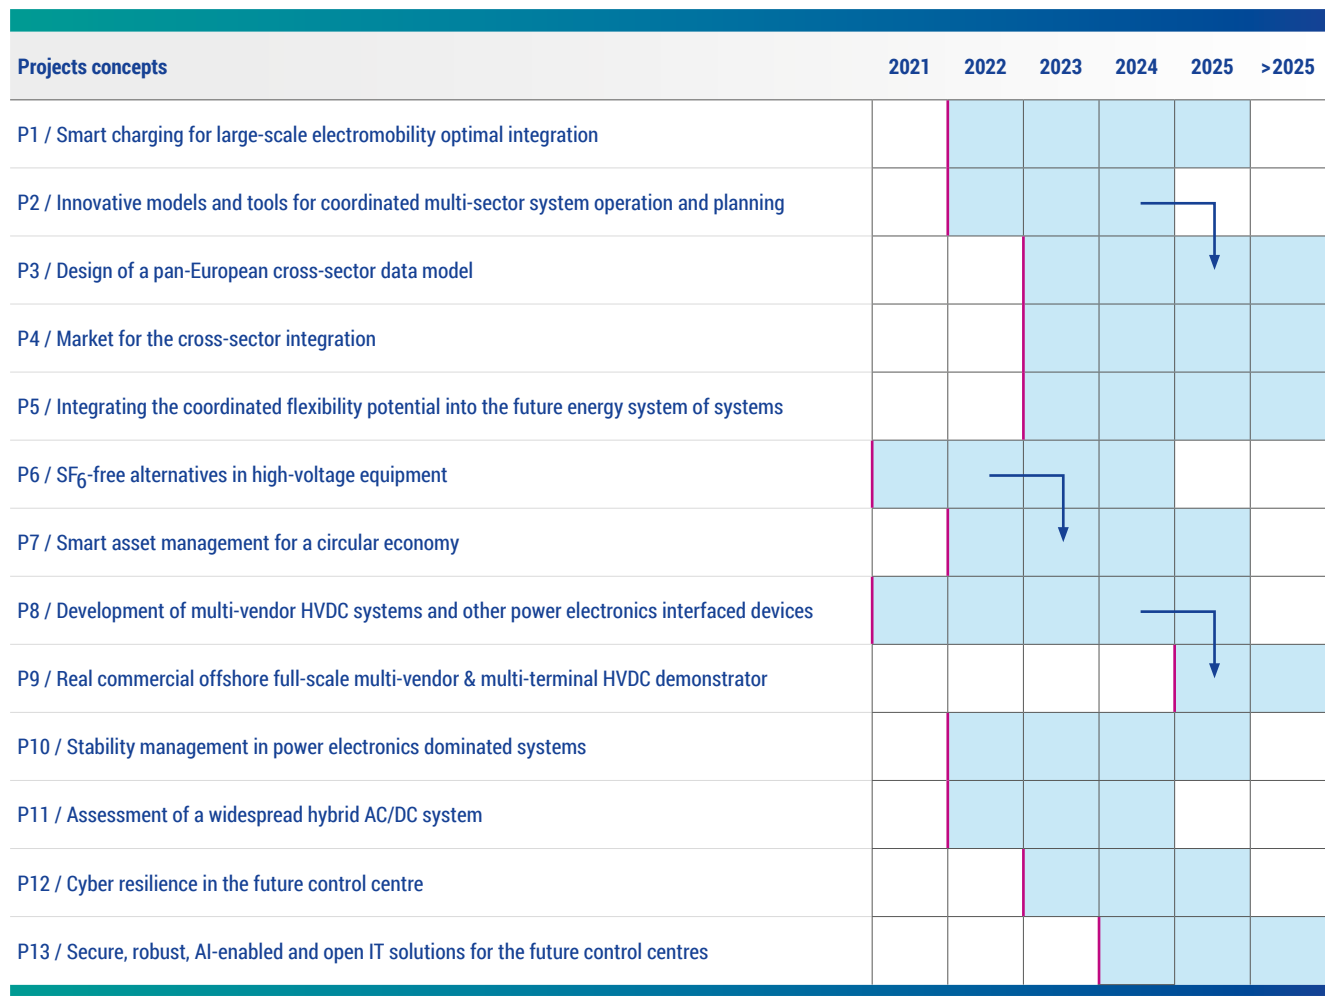 Projects concepts 2021 2022 2023 2024 2025 >2025
P1 / Smart charging for large-scale electromobility optimal integration
P2 / Innovative models and tools for coordinated multi-sector system operation and planning
P3 / Design of a pan-European cross-sector data model
P4 / Market for the cross-sector integration
P5 / Integrating the coordinated flexibility potential into the future energy system of systems
P6 / SF6-free alternatives in high-voltage equipment
P7 / Smart asset management for a circular economy
P8 / Development of multi-vendor HVDC systems and other power electronics interfaced devices
P9 / Real commercial offshore full-scale multi-vendor & multi-terminal HVDC demonstrator
P10 / Stability management in power electronics dominated systems
P11 / Assessment of a widespread hybrid AC/DC system
P12 / Cyber resilience in the future control centre
P13 / Secure, robust, AI-enabled and open IT solutions for the future control centres